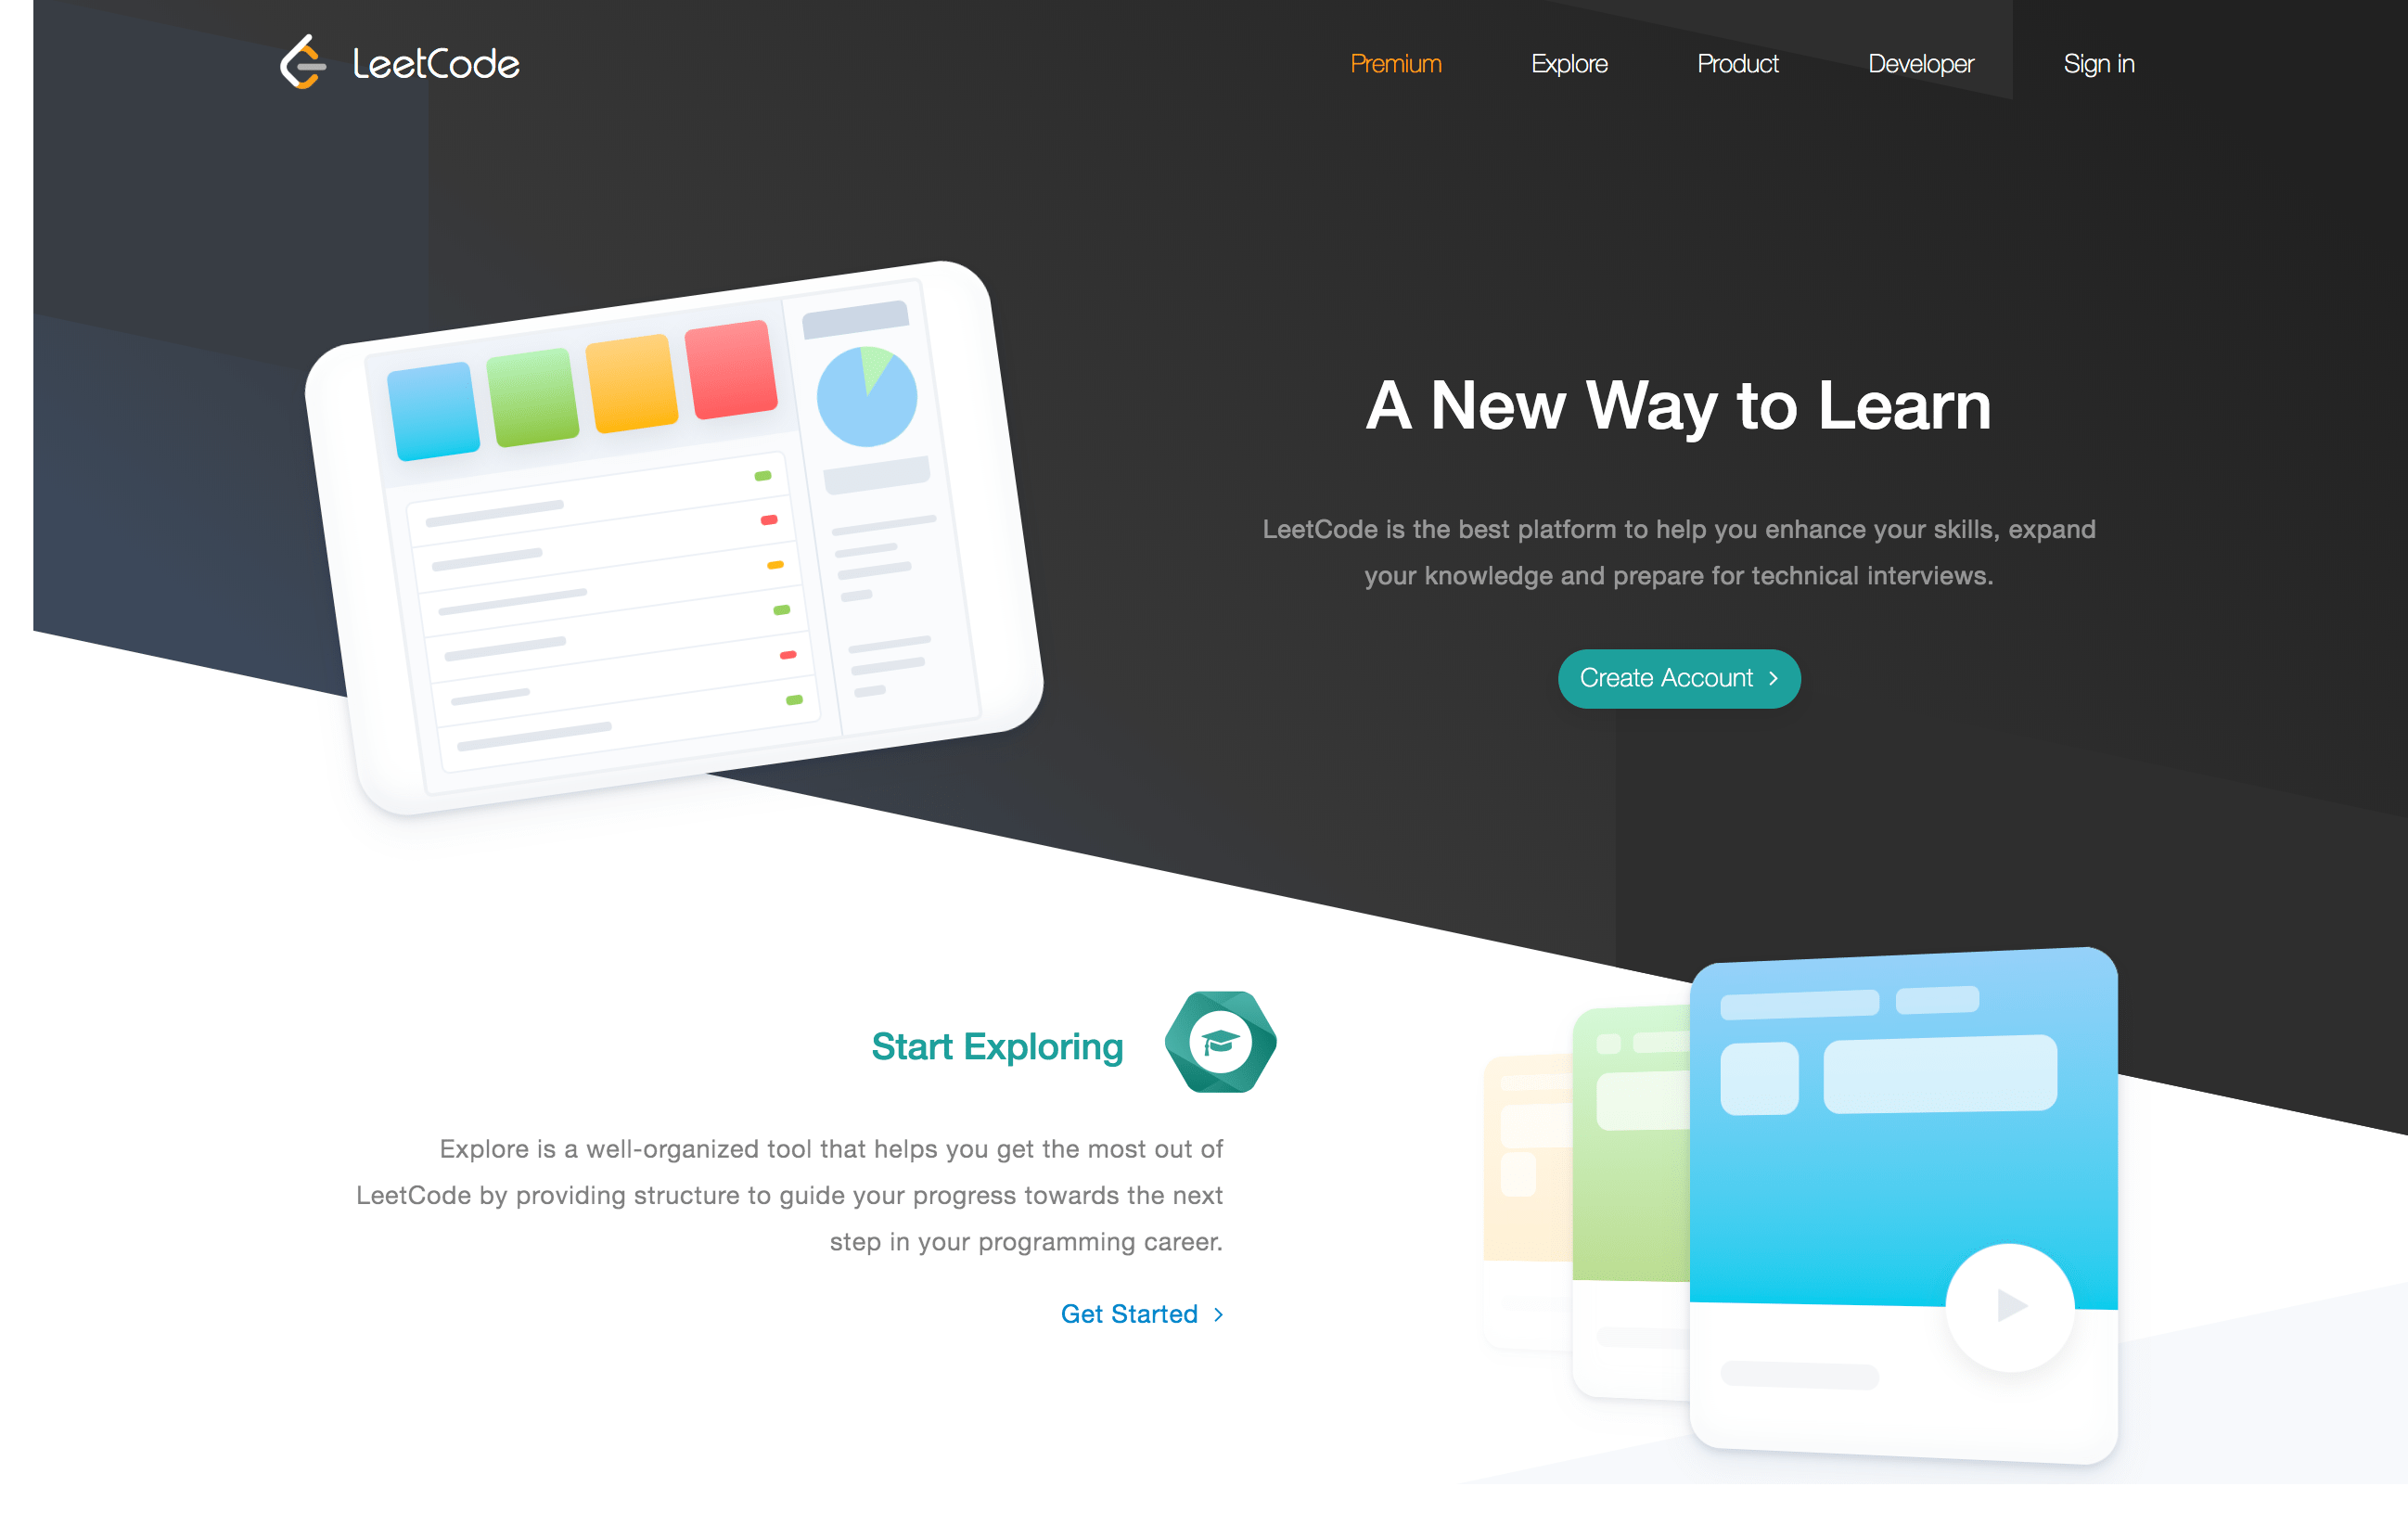 LeetCode
Premium
Explore
Product
Developer
Sign in
A New Way to Learn
LeetCode is the best platform to help you enhance your skills, expand
your knowledge and prepare for technical interviews.
Create Account
Start Exploring
Explore is a well-organized tool that helps you get the most out of
LeetCode by providing structure to guide your progress towards the next
step in your programming career.
Get Started